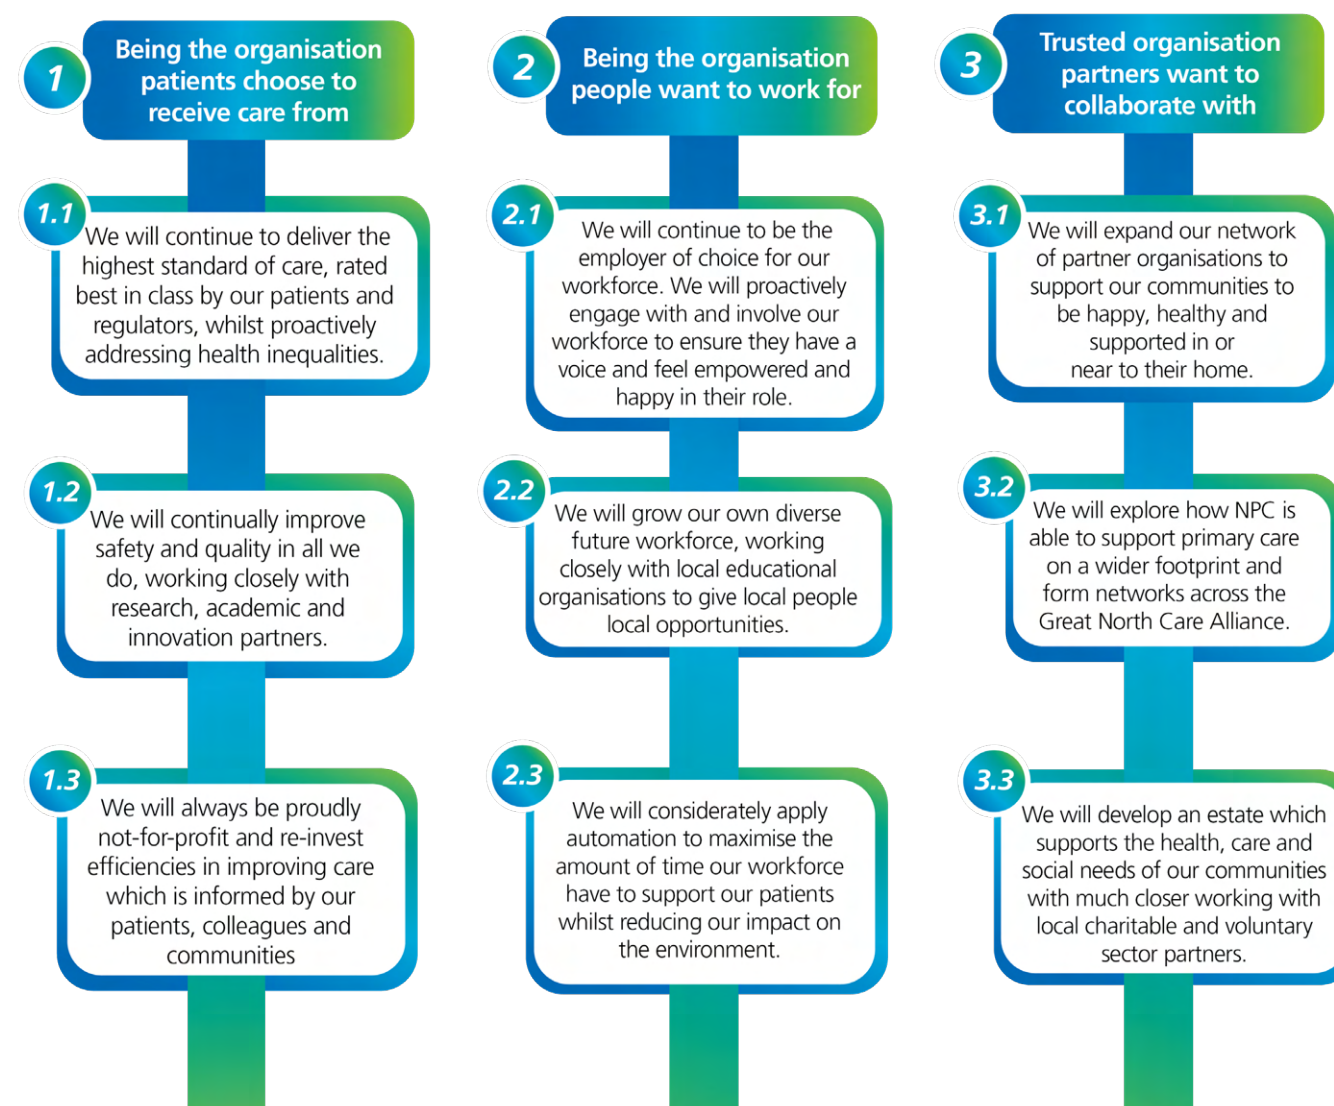 1
Being the organisation
patients choose to
receive care from
1.1
We will continue to deliver the
highest standard of care, rated
best in class by our patients and
regulators, whilst proactively
addressing health inequalities.
1.2
We will continually improve
safety and quality in all we
do, working closely with
research, academic and
innovation partners.
1.3
We will always be proudly
not-for-profit and re-invest
efficiencies in improving care
which is informed by our
patients, colleagues and
communities
2
Being the organisation
people want to work for
2.1
We will continue to be the
employer of choice for our
workforce. We will proactively
engage with and involve our
workforce to ensure they have a
voice and feel empowered and
happy in their role.
2.2
We will grow our own diverse
future workforce, working
closely with local educational
organisations to give local people
local opportunities.
2.3
We will considerately apply
automation to maximise the
amount of time our workforce
have to support our patients
whilst reducing our impact on
the environment.
3
Trusted organisation
partners want to
collaborate with
3.1
We will expand our network
of partner organisations to
support our communities to
be happy, healthy and
supported in or
near to their home.
3.2
We will explore how NPC is
able to support primary care
on a wider footprint and
form networks across the
Great North Care Alliance.
3.3
We will develop an estate which
supports the health, care and
social needs of our communities
with much closer working with
local charitable and voluntary
sector partners.